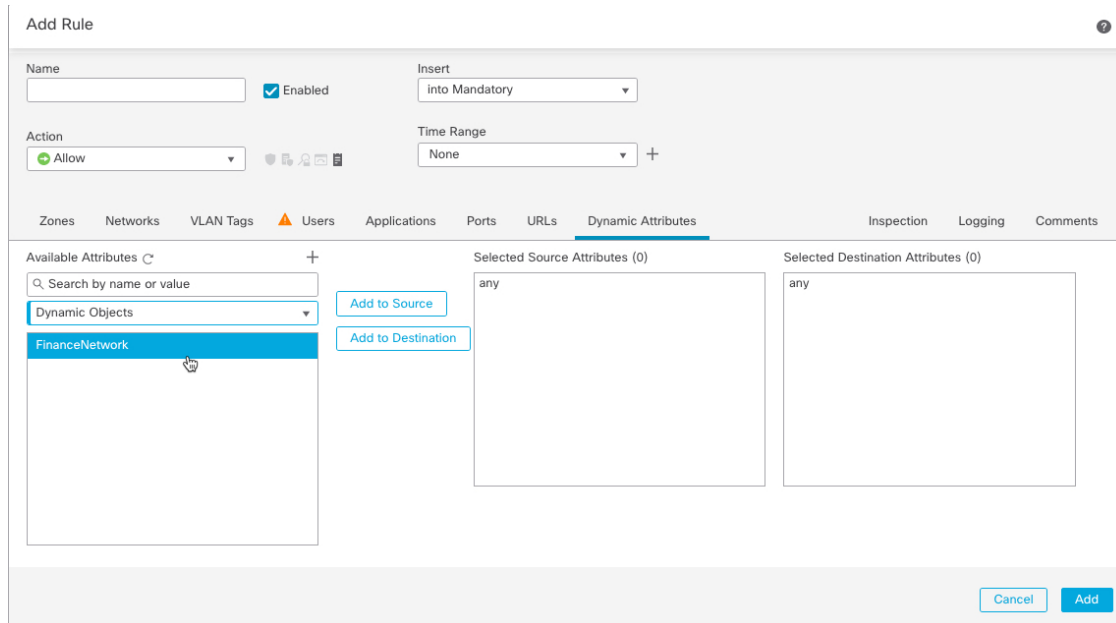 Add Rule
Name
Insert
Enabled
into Mandatory
Action
Time Range
Allow
None
Zones Networks VLAN Tags Users Applications Ports URLs Dynamic Attributes Inspection Logging Comments
Available Attributes
Selected Source Attributes (0)
Selected Destination Attributes (0)
Search by name or value
any
any
Dynamic Objects
Add to Source
FinanceNetwork
Add to Destination
Cancel
Add